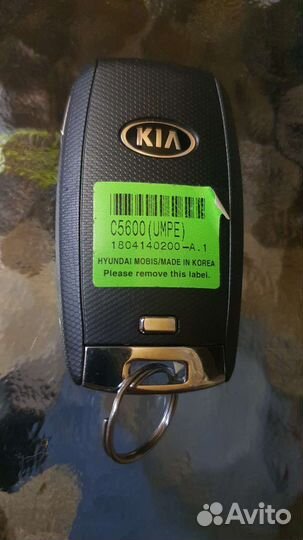 KIA
C5600(UMPE)
1804140200-A.1
HYUNDAI MOBIS/MADE IN KOREA
Please remove this label.
Avito